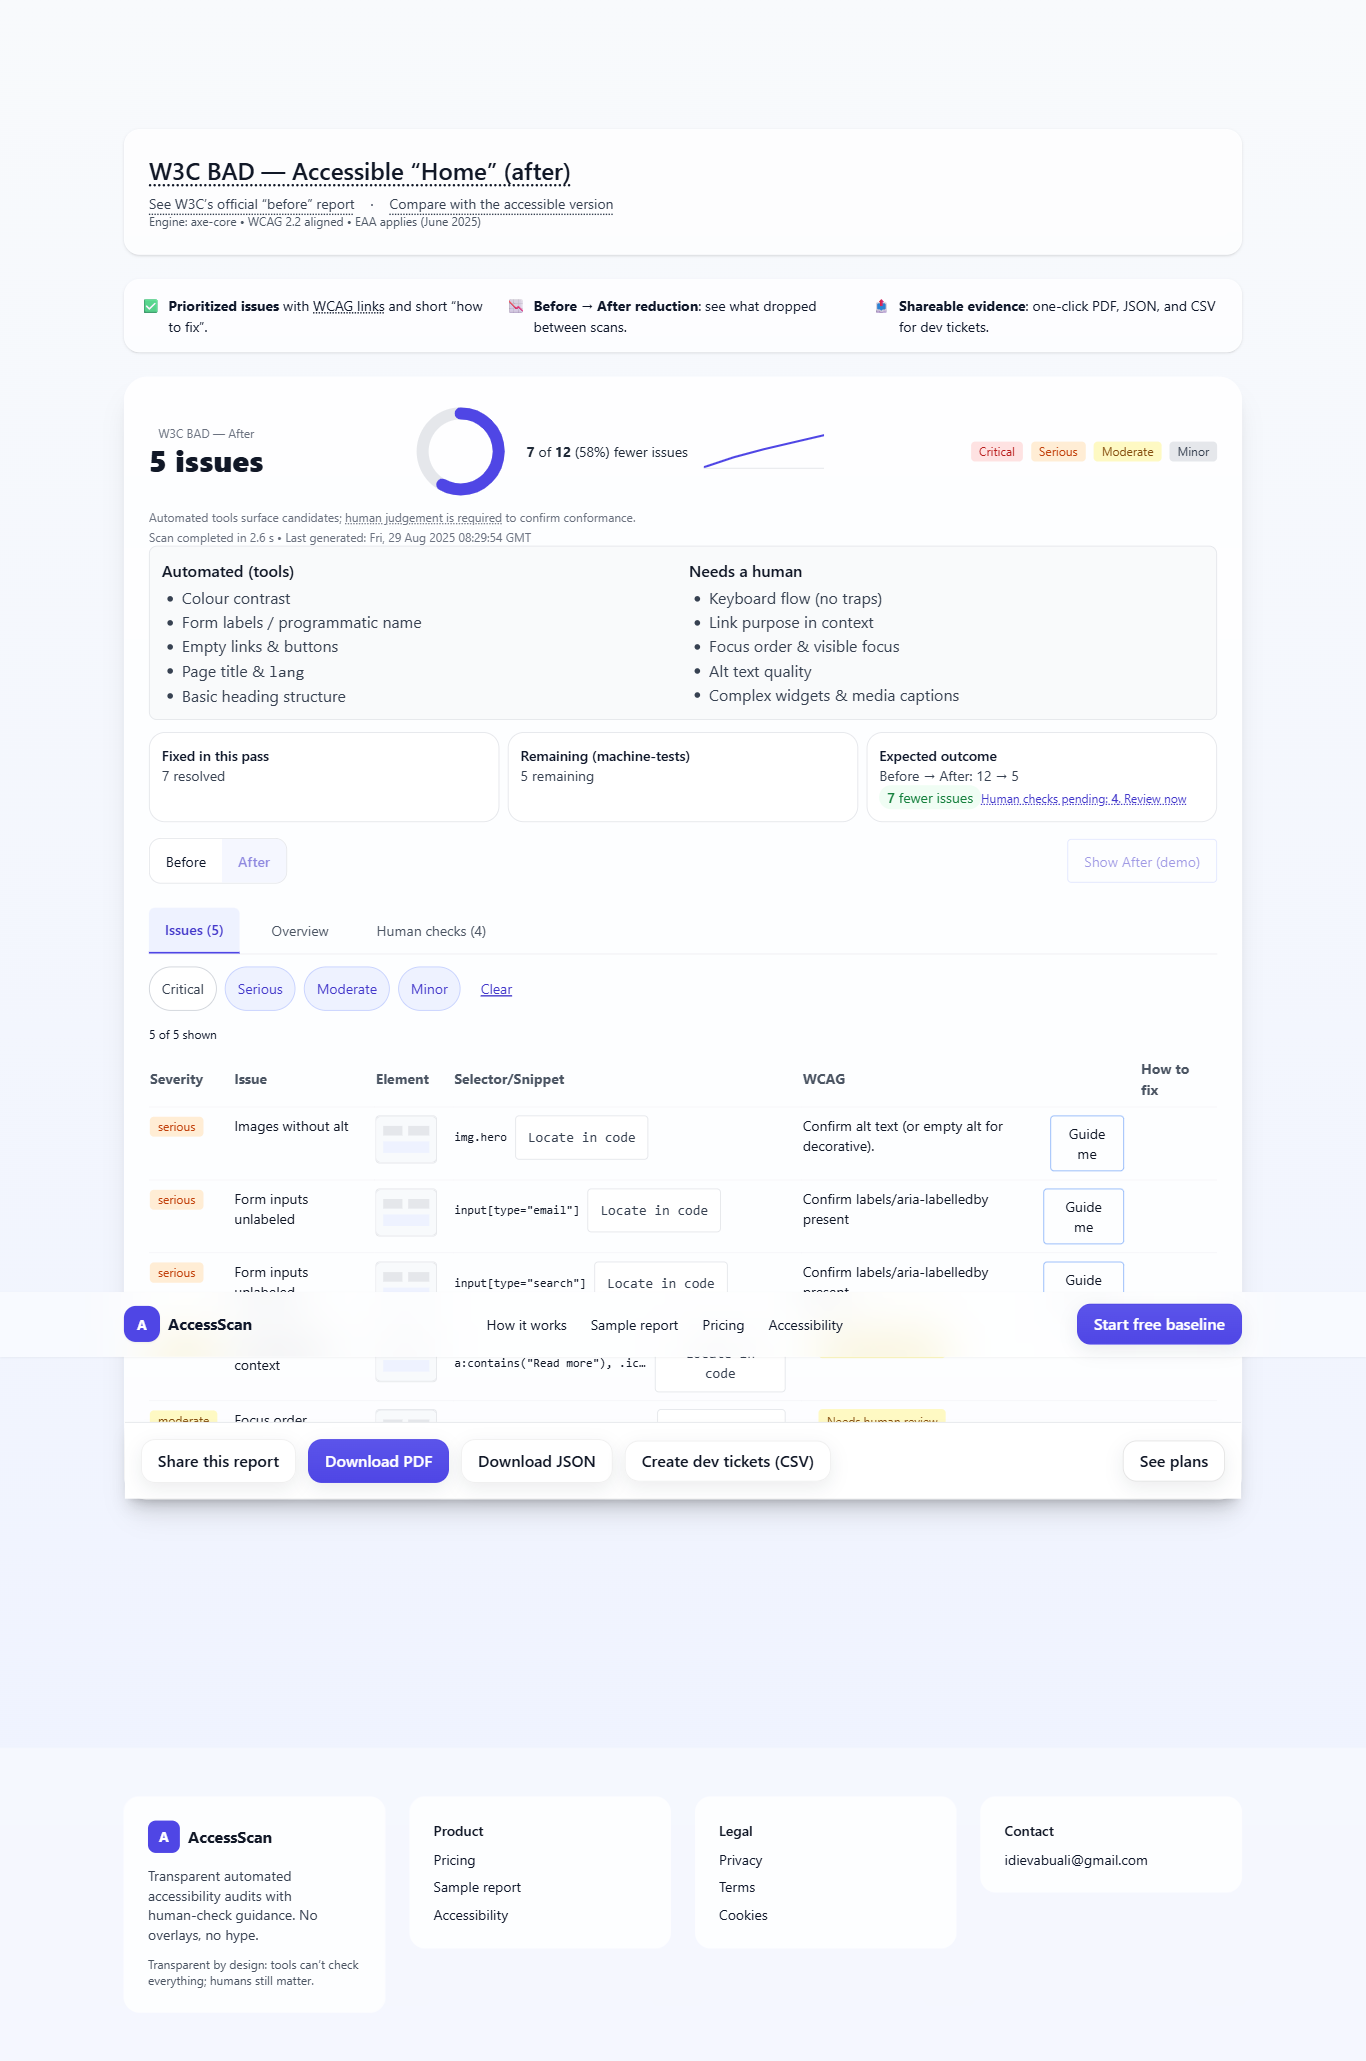 W3C BAD — Accessible “Home” (after)
See W3C’s official “before” report · Compare with the accessible version
Engine: axe-core • WCAG 2.2 aligned • EAA applies (June 2025)
Prioritized issues with WCAG links and short “how
to fix”.
Before → After reduction: see what dropped
between scans.
Shareable evidence: one-click PDF, JSON, and CSV
for dev tickets.
W3C BAD — After
5 issues
7 of 12 (58%) fewer issues
Critical Serious Moderate Minor
Automated tools surface candidates; human judgement is required to confirm conformance.
Scan completed in 2.6 s • Last generated: Fri, 29 Aug 2025 08:29:54 GMT
Automated (tools)
• Colour contrast
• Form labels / programmatic name
• Empty links & buttons
• Page title & lang
• Basic heading structure
Needs a human
• Keyboard flow (no traps)
• Link purpose in context
• Focus order & visible focus
• Alt text quality
• Complex widgets & media captions
Fixed in this pass
7 resolved
Remaining (machine-tests)
5 remaining
Expected outcome
Before → After: 12 → 5
7 fewer issues Human checks pending: 4. Review now
Before After
Show After (demo)
Issues (5) Overview Human checks (4)
Critical Serious Moderate Minor Clear
5 of 5 shown
Severity Issue Element Selector/Snippet WCAG How to
fix
serious Images without alt img.hero Locate in code Confirm alt text (or empty alt for
decorative). Guide
me
serious Form inputs
unlabeled input[type="email"] Locate in code Confirm labels/aria-labelledby
present Guide
me
serious Form inputs
unlabeled input[type="search"] Locate in code Confirm labels/aria-labelledby
present Guide
A AccessScan How it works Sample report Pricing Accessibility Start free baseline
context a:contains("Read more"), .ic… Locate in
code
moderate Focus order Needs human review
Share this report Download PDF Download JSON Create dev tickets (CSV) See plans
A AccessScan
Transparent automated
accessibility audits with
human-check guidance. No
overlays, no hype.
Transparent by design: tools can’t check
everything; humans still matter.
Product
Pricing
Sample report
Accessibility
Legal
Privacy
Terms
Cookies
Contact
idievabuali@gmail.com